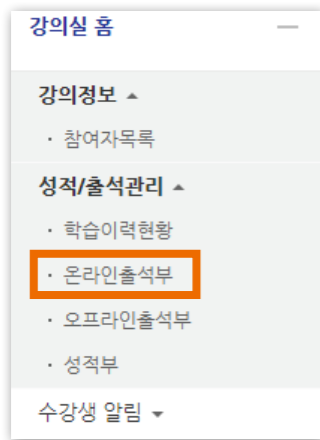 강의실 홈
강의정보 ▲
· 참여자목록
성적/출석관리 ▲
· 학습이력현황
· 온라인출석부
· 오프라인출석부
· 성적부
수강생 알림 ▼